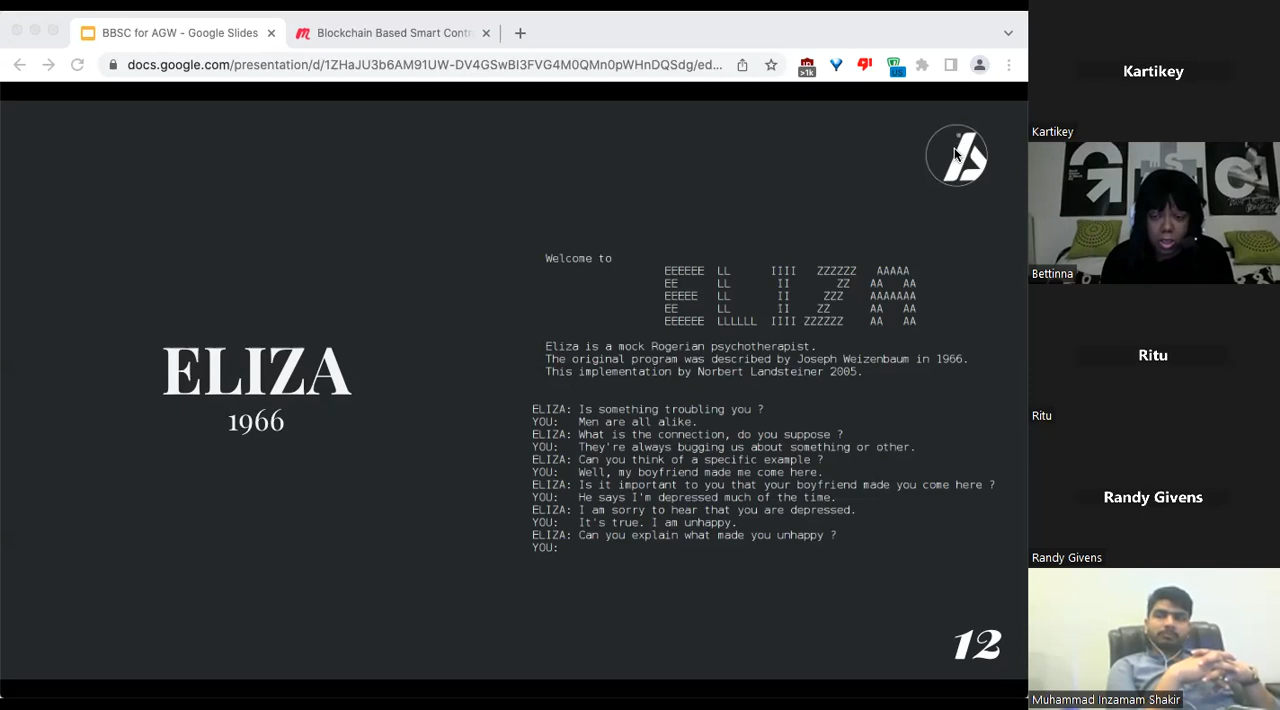 BBSC for AGW - Google Slides
Blockchain Based Smart Contr
docs.google.com/presentation/d/1ZHaJU3b6AM91UW-DV4GSwBI3FVG4M0QMn0pWHnDQSdg/ed...
>1k
US
Welcome to
EEEEEE LL IIII ZZZZZZ AAAAA
EE LL II ZZ AA AA
EEEEE LL II ZZZ AAAAAAA
EE LL II ZZ AA AA
EEEEEE LLLLLL IIII ZZZZZZ AA AA
Eliza is a mock Rogerian psychotherapist.
The original program was described by Joseph Weizenbaum in 1966.
This implementation by Norbert Landsteiner 2005.
ELIZA
1966
ELIZA: Is something troubling you ?
YOU: Men are all alike.
ELIZA: What is the connection, do you suppose ?
YOU: They're always bugging us about something or other.
ELIZA: Can you think of a specific example ?
YOU: Well, my boyfriend made me come here.
ELIZA: Is it important to you that your boyfriend made you come here ?
YOU: He says I'm depressed much of the time.
ELIZA: I am sorry to hear that you are depressed.
YOU: It's true. I am unhappy.
ELIZA: Can you explain what made you unhappy ?
YOU:
12
Kartikey
Kartikey
Bettinna
Ritu
Ritu
Randy Givens
Randy Givens
Muhammad Inzamam Shakir